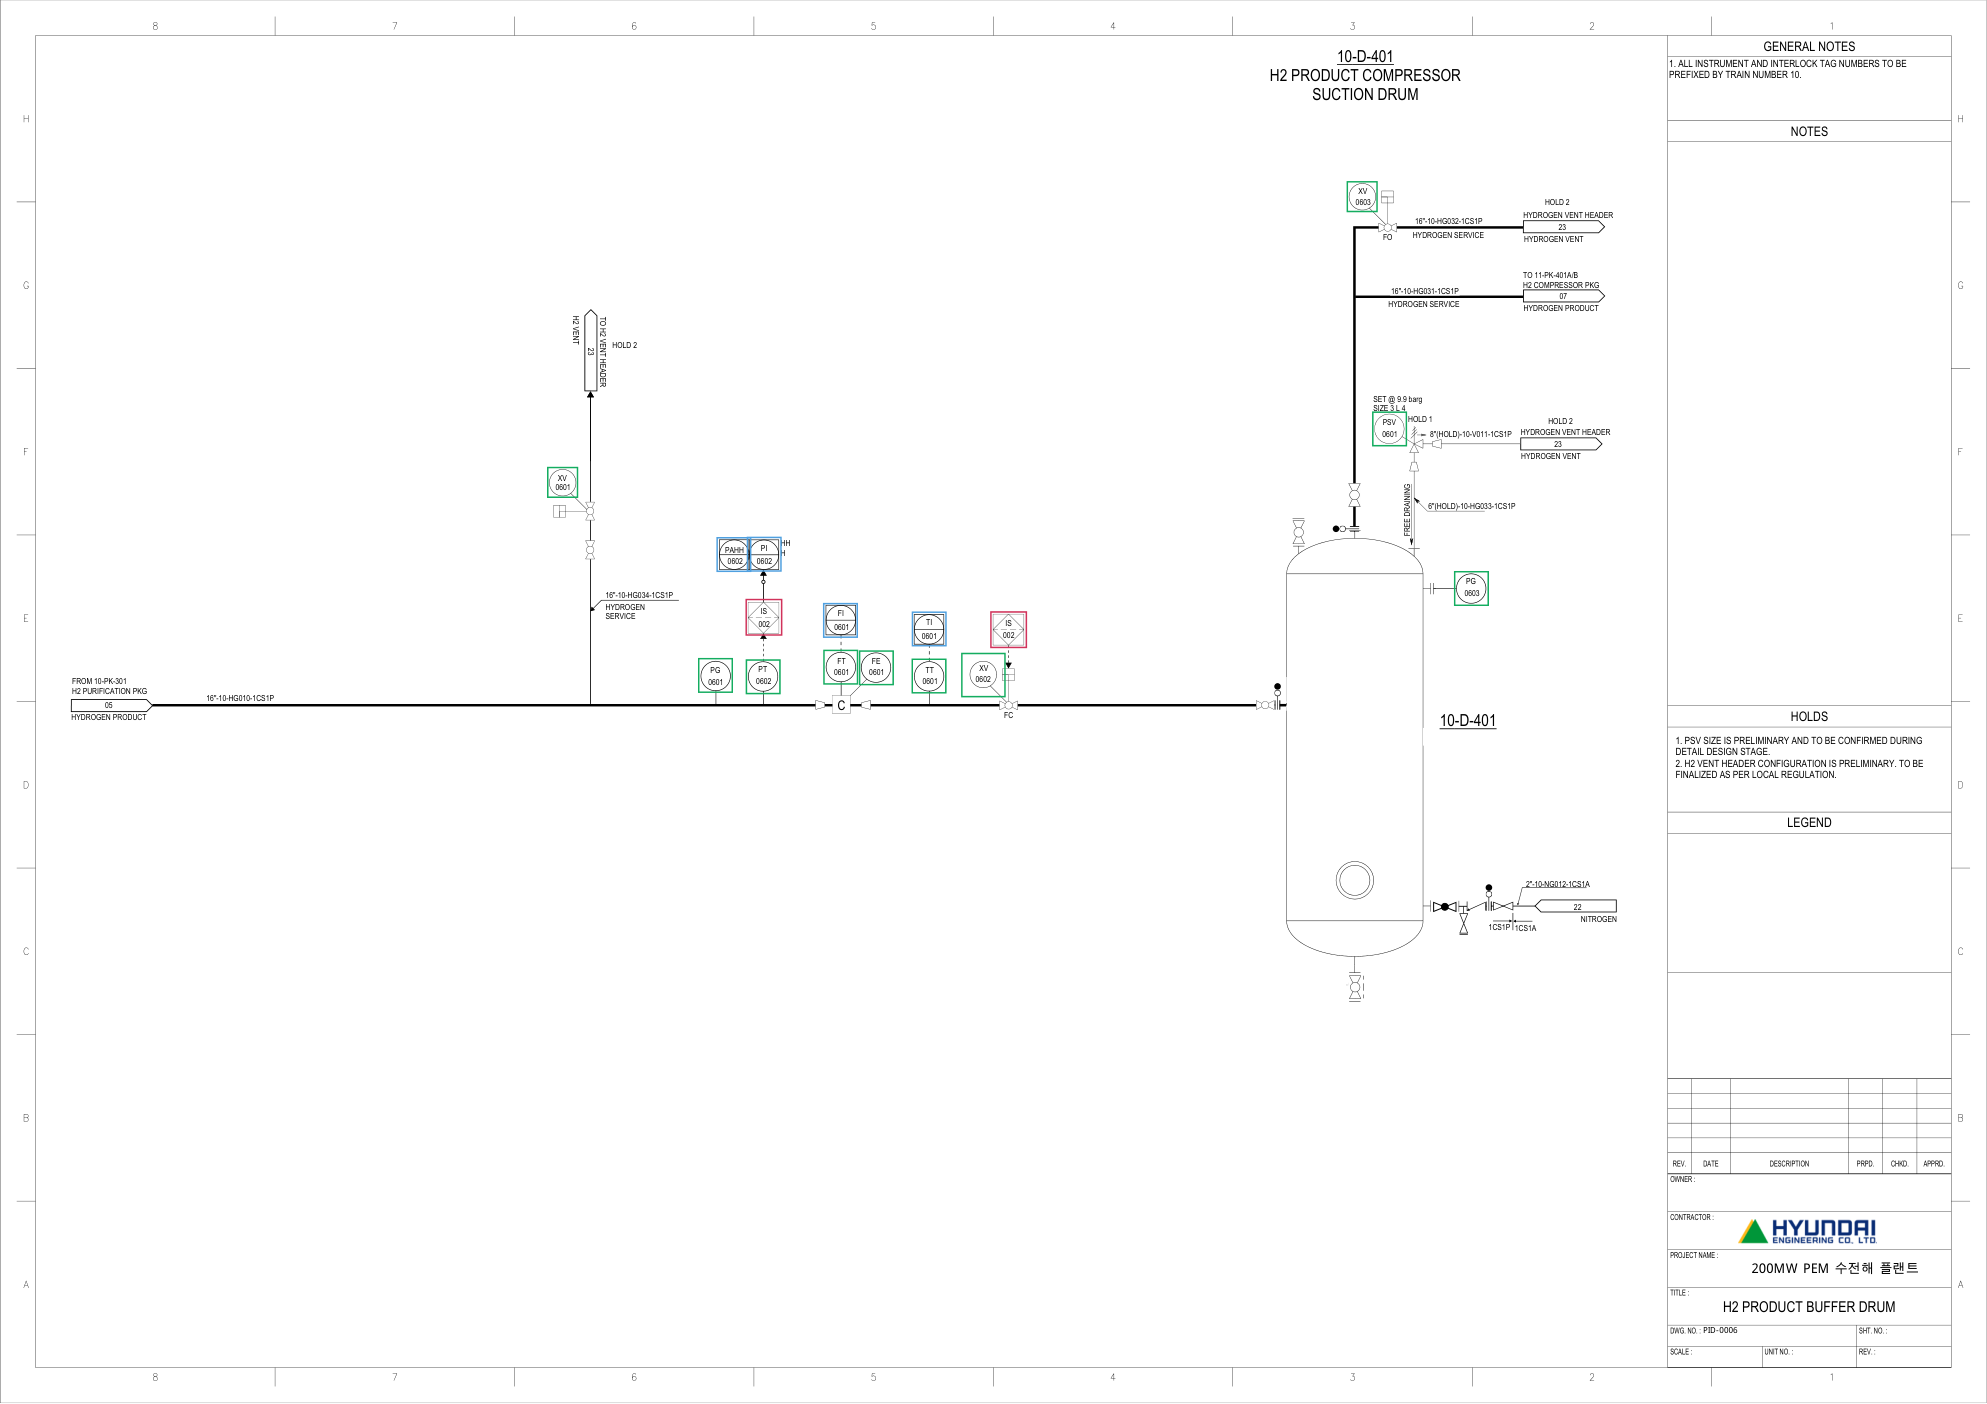 8 7 6 5 4 3 2 1
10-D-401
H2 PRODUCT COMPRESSOR
SUCTION DRUM
GENERAL NOTES
1. ALL INSTRUMENT AND INTERLOCK TAG NUMBERS TO BE
PREFIXED BY TRAIN NUMBER 10.
NOTES
H
H
G
G
F
F
E
E
D
D
C
C
B
B
A
A
XV
0603
FO
16"-10-HG032-1CS1P
HYDROGEN SERVICE
HOLD 2
HYDROGEN VENT HEADER
23
HYDROGEN VENT
16"-10-HG031-1CS1P
HYDROGEN SERVICE
TO 11-PK-401A/B
H2 COMPRESSOR PKG
07
HYDROGEN PRODUCT
H2 VENT
23
TO H2 VENT HEADER
HOLD 2
SET @ 9.9 barg
SIZE 3 L 4
PSV
0601
HOLD 1
8"(HOLD)-10-V011-1CS1P
HOLD 2
HYDROGEN VENT HEADER
23
HYDROGEN VENT
FREE DRAINING
6"(HOLD)-10-HG033-1CS1P
XV
0601
PAHH
0602
PI
0602
HH
H
PG
0603
16"-10-HG034-1CS1P
HYDROGEN
SERVICE
IS
002
FI
0601
TI
0601
IS
002
PG
0601
PT
0602
FT
0601
FE
0601
TT
0601
XV
0602
FROM 10-PK-301
H2 PURIFICATION PKG
05
HYDROGEN PRODUCT
16"-10-HG010-1CS1P
C
FC
10-D-401
HOLDS
1. PSV SIZE IS PRELIMINARY AND TO BE CONFIRMED DURING
DETAIL DESIGN STAGE.
2. H2 VENT HEADER CONFIGURATION IS PRELIMINARY. TO BE
FINALIZED AS PER LOCAL REGULATION.
LEGEND
2"-10-NG012-1CS1A
22
NITROGEN
1CS1P
1CS1A
REV. DATE DESCRIPTION PRPD. CHKD. APPRD.
OWNER :
CONTRACTOR :
HYUNDAI
ENGINEERING CO. LTD.
PROJECT NAME :
200MW PEM 수전해 플랜트
TITLE :
H2 PRODUCT BUFFER DRUM
DWG. NO. : PID-0006
SHT. NO. :
SCALE :
UNIT NO. :
REV. :
8 7 6 5 4 3 2 1